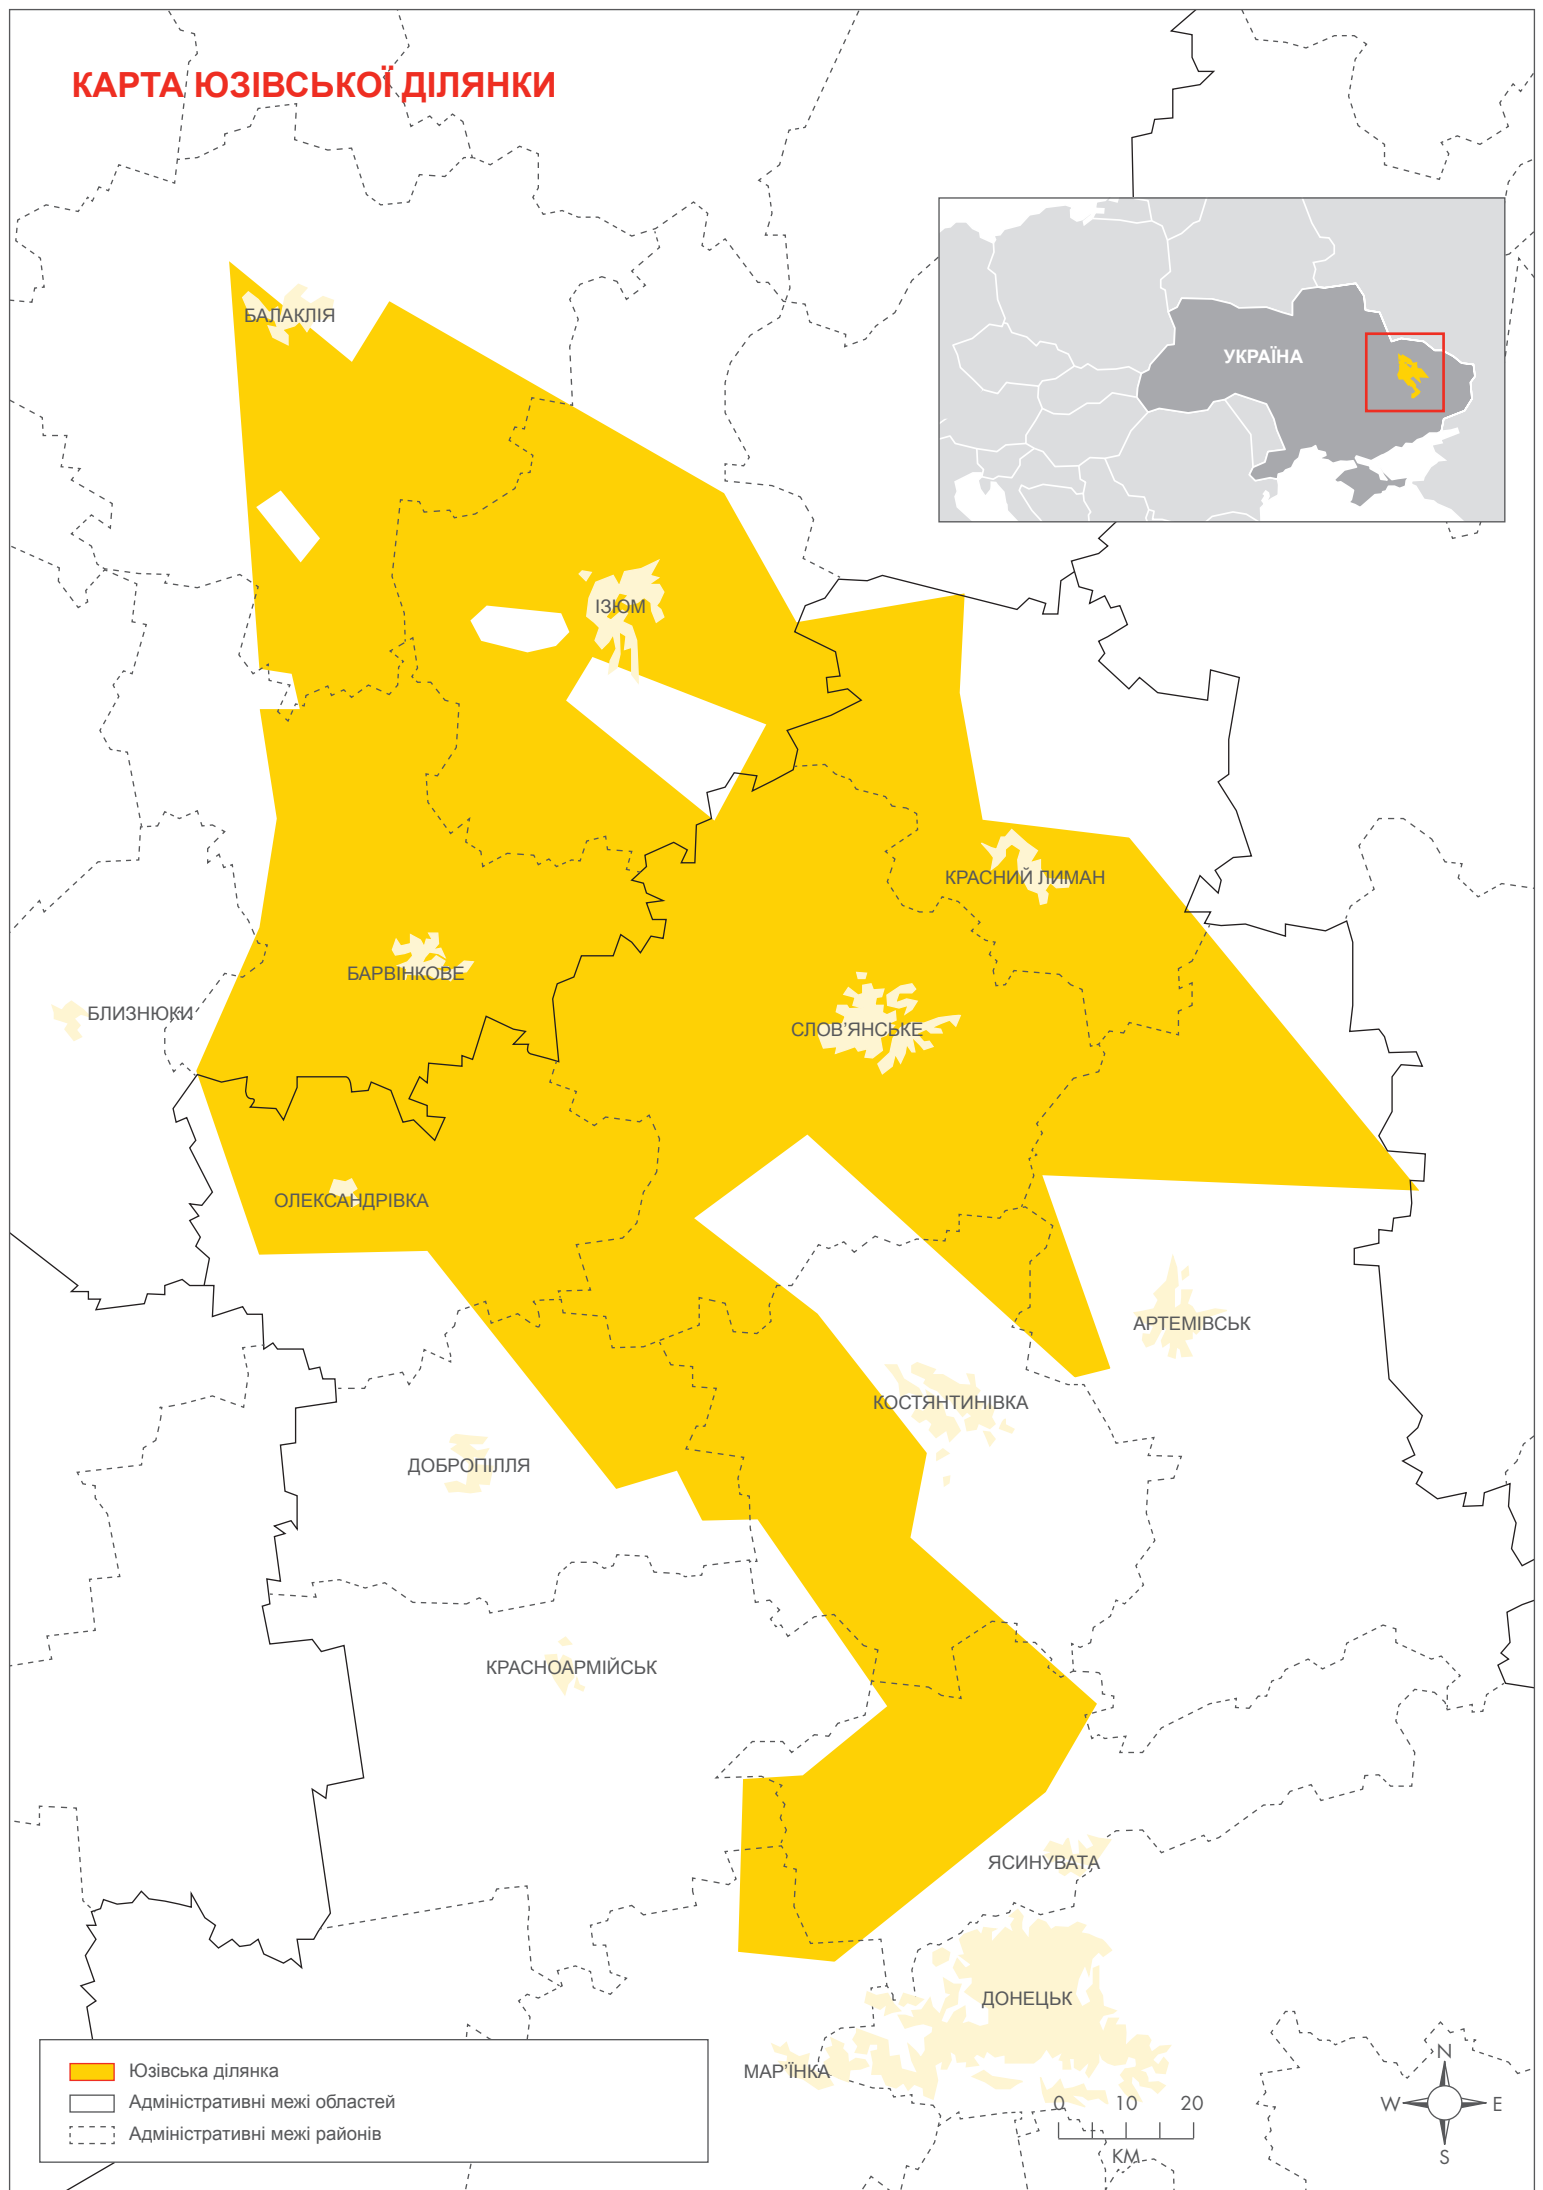 КАРТА ЮЗІВСЬКОЇ ДІЛЯНКИ
БАЛАКЛІЯ
УКРАЇНА
ІЗЮМ
КРАСНИЙ ЛИМАН
БАРВІНКОВЕ
БЛИЗНЮКИ
СЛОВ'ЯНСЬКЕ
ОЛЕКСАНДРІВКА
АРТЕМІВСЬК
КОСТЯНТИНІВКА
ДОБРОПІЛЛЯ
КРАСНОАРМІЙСЬК
ЯСИНУВАТА
ДОНЕЦЬК
МАР'ЇНКА
Юзівська ділянка
Адміністративні межі областей
Адміністративні межі районів
0 10 20
KM
N
W E
S